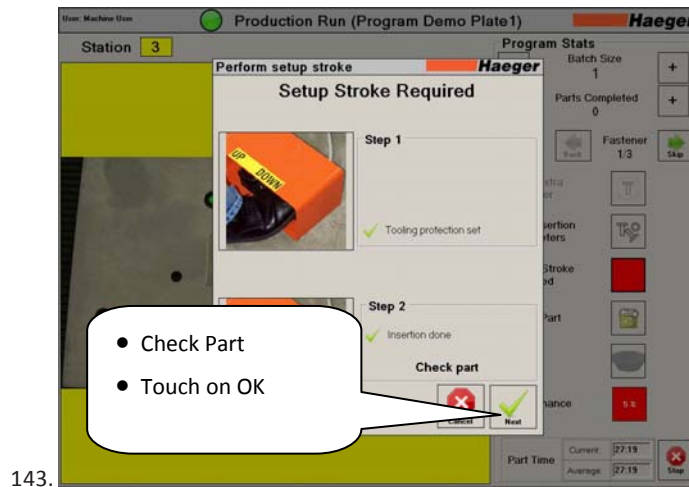 User: Machine User
Production Run (Program Demo Plate1)
Haeger
Station 3
Program Stats
Batch Size
1
+
Parts Completed
0
+
Back
Fastener
1/3
Skip
Perform setup stroke
Haeger
Setup Stroke Required
UP DOWN
Step 1
Tooling protection set
Step 2
Insertion done
Check part
Cancel
Next
Stroke
Part
5 %
Part Time
Current: 27:19
Average: 27:19
Stop
• Check Part
• Touch on OK
143.